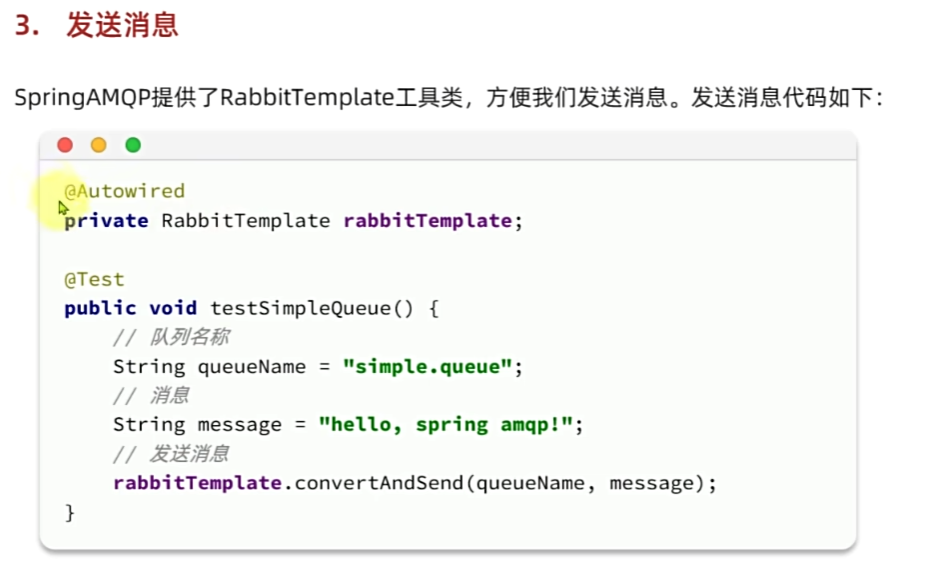 3. 发送消息
SpringAMQP提供了RabbitTemplate工具类，方便我们发送消息。发送消息代码如下：
@Autowired
private RabbitTemplate rabbitTemplate;
@Test
public void testSimpleQueue() {
// 队列名称
String queueName = "simple.queue";
// 消息
String message = "hello, spring amqp!";
// 发送消息
rabbitTemplate.convertAndSend(queueName, message);
}